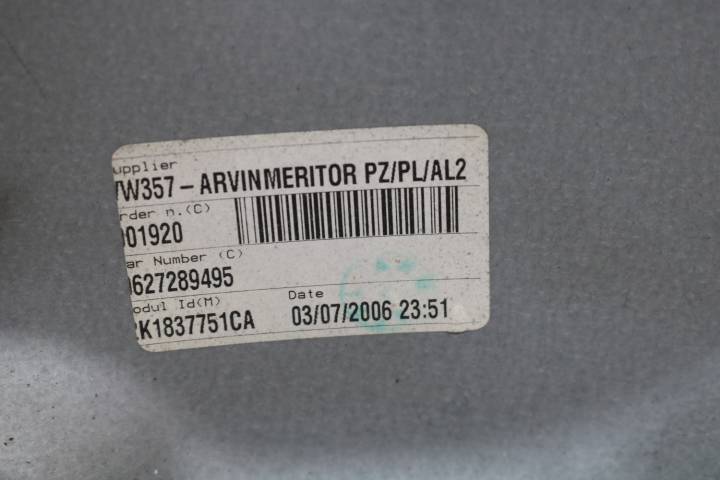 upplier
VW357 - ARVINMERITOR PZ/PL/AL2
rder n.(C)
001920
ar Number (C)
0627289495
odul Id(M)
K1837751CA
Date
03/07/2006 23:51